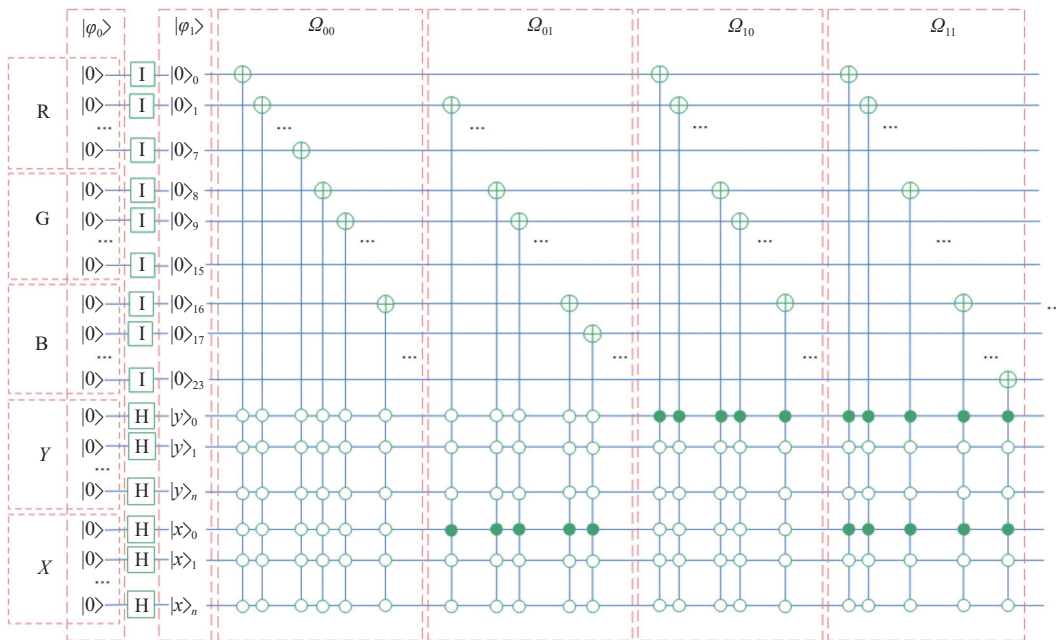 |φ₀⟩ |φ₁⟩ Ω₀₀ Ω₀₁ Ω₁₀ Ω₁₁
R
|0⟩ I |0⟩₀
|0⟩ I |0⟩₁
... ... ... ... ...
|0⟩ I |0⟩₇
G
|0⟩ I |0⟩₈
|0⟩ I |0⟩₉
... ... ... ... ...
|0⟩ I |0⟩₁₅
B
|0⟩ I |0⟩₁₆
...
|0⟩ I |0⟩₁₇
... ... ... ... ...
|0⟩ I |0⟩₂₃
Y
|0⟩ H |y⟩₀
|0⟩ H |y⟩₁
...
|0⟩ H |y⟩ₙ
X
|0⟩ H |x⟩₀
|0⟩ H |x⟩₁
...
|0⟩ H |x⟩ₙ